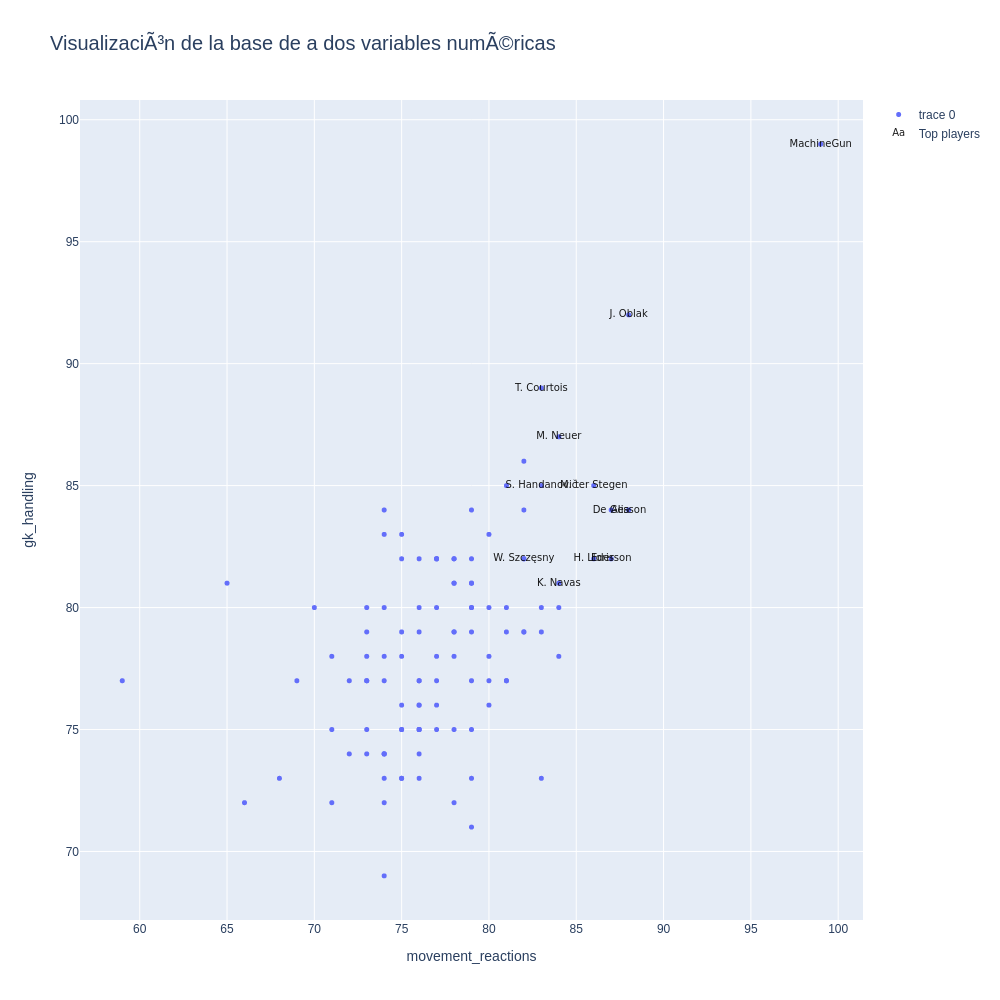 VisualizaciÃ³n de la base de a dos variables numÃ©ricas
trace 0
Aa Top players
100
95
90
85
80
75
70
gk_handling
MachineGun
J. Oblak
T. Courtois
M. Neuer
S. Handanovič
M. ter Stegen
De Gea
Alisson
W. Szczęsny
H. Lloris
Ederson
K. Navas
60 65 70 75 80 85 90 95 100
movement_reactions